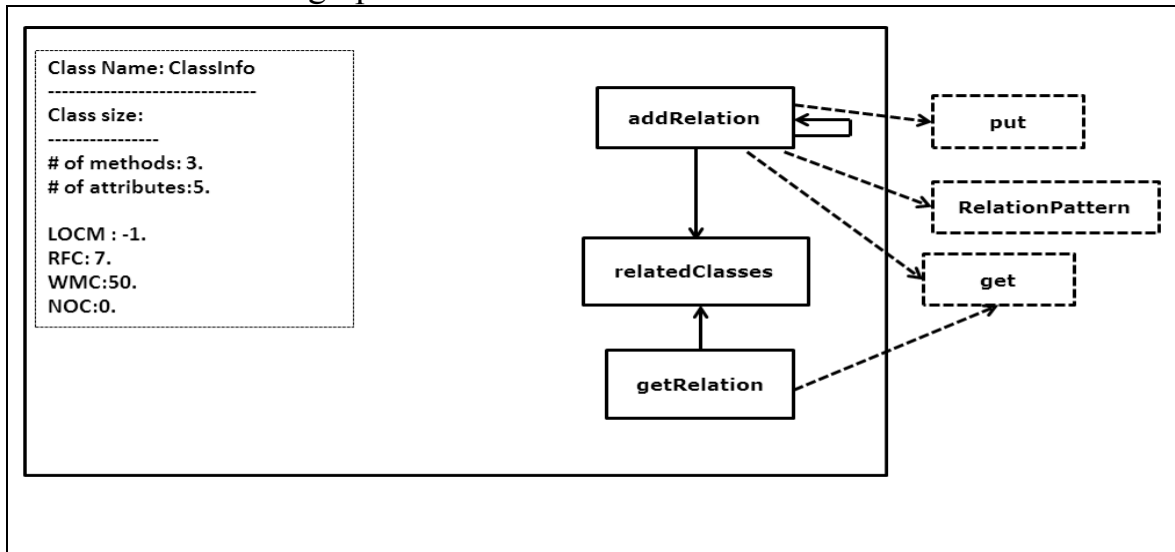 Class Name: ClassInfo
------------------------------
Class size:
----------------
# of methods: 3.
# of attributes:5.
LOCM : -1.
RFC: 7.
WMC:50.
NOC:0.
addRelation
put
RelationPattern
relatedClasses
get
getRelation